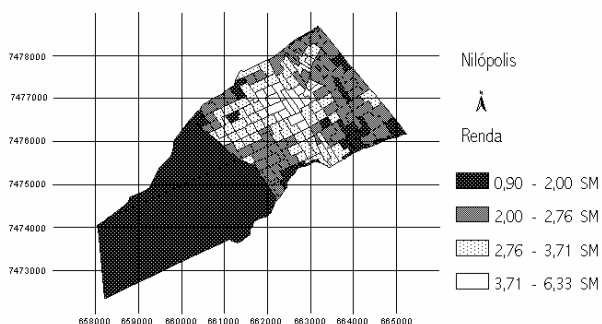 7478000
7477000
7476000
7475000
7474000
7473000
658000 659000 660000 661000 662000 663000 664000 665000
Nilópolis
Renda
0,90 - 2,00 SM
2,00 - 2,76 SM
2,76 - 3,71 SM
3,71 - 6,33 SM